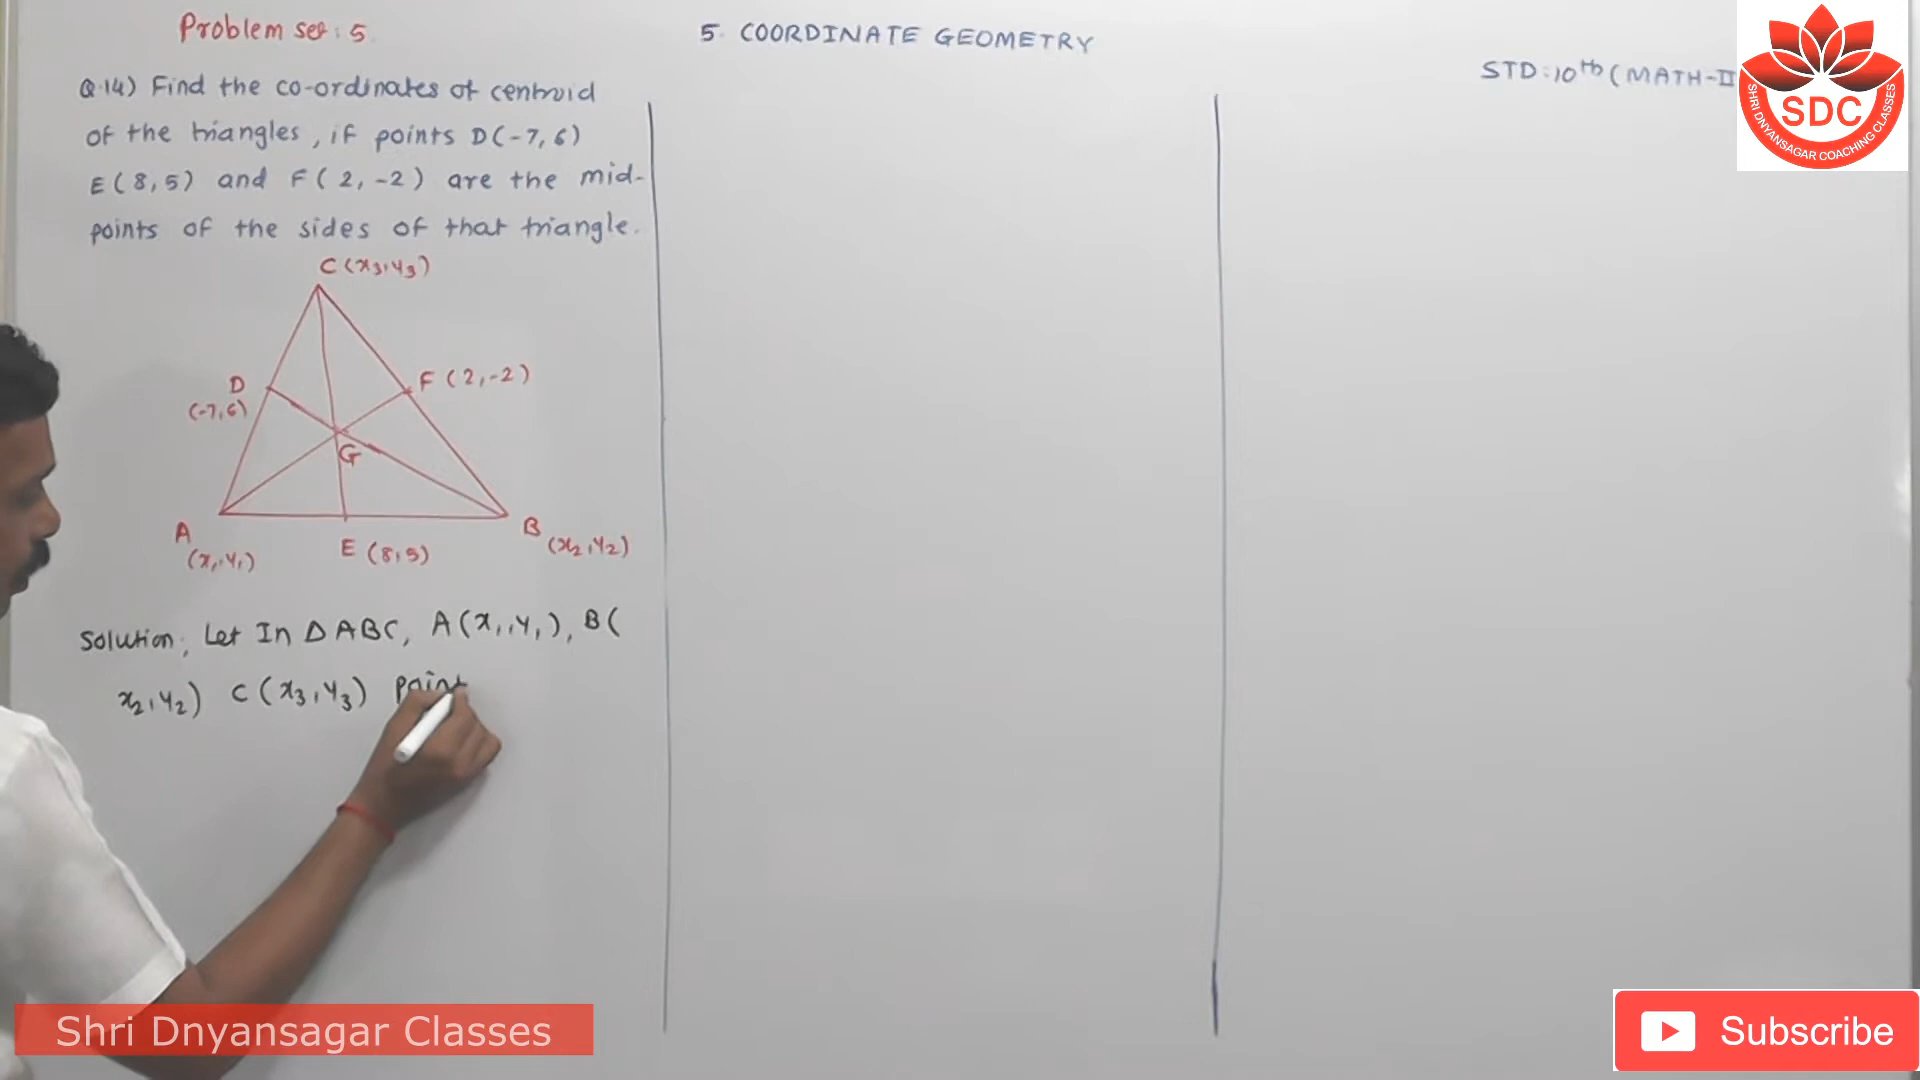 Problem set: 5
5. COORDINATE GEOMETRY
STD: 10th (MATH-II
Q.14) Find the co-ordinates of centroid
of the triangles, if points D(-7,6)
E(8,5) and F(2,-2) are the mid-
points of the sides of that triangle.
C (x3,y3)
D
(-7,6)
F (2,-2)
G
A
(x1,y1)
E (8,5)
B (x2,y2)
Solution; Let In Δ ABC, A(x1,y1), B(
x2,y2) C(x3,y3) Point
SDC
SHRI DNYANSAGAR COACHING CLASSES
Shri Dnyansagar Classes
Subscribe